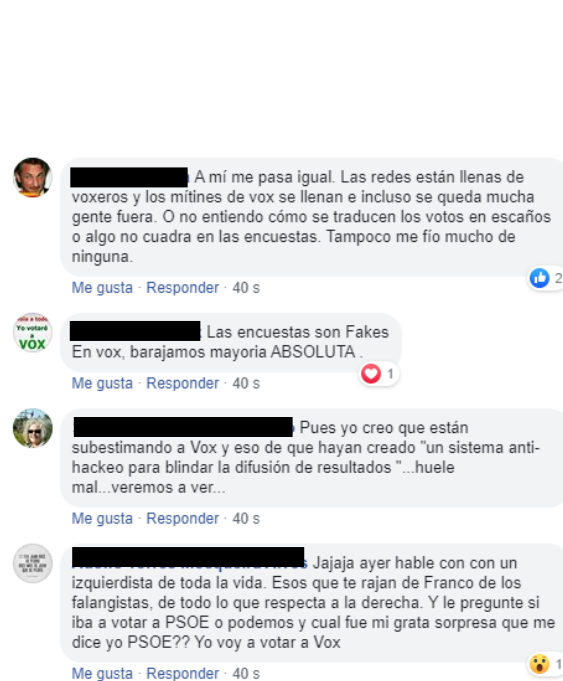 A mí me pasa igual. Las redes están llenas de
voxeros y los mítines de vox se llenan e incluso se queda mucha
gente fuera. O no entiendo cómo se traducen los votos en escaños
o algo no cuadra en las encuestas. Tampoco me fío mucho de
ninguna.
2
Me gusta · Responder · 40 s
Yo votaré
a
VOX
Las encuestas son Fakes
En vox, barajamos mayoria ABSOLUTA .
1
Me gusta · Responder · 40 s
Pues yo creo que están
subestimando a Vox y eso de que hayan creado "un sistema anti-
hackeo para blindar la difusión de resultados "...huele
mal...veremos a ver...
Me gusta · Responder · 40 s
Jajaja ayer hable con con un
izquierdista de toda la vida. Esos que te rajan de Franco de los
falangistas, de todo lo que respecta a la derecha. Y le pregunte si
iba a votar a PSOE o podemos y cual fue mi grata sorpresa que me
dice yo PSOE?? Yo voy a votar a Vox
1
Me gusta · Responder · 40 s